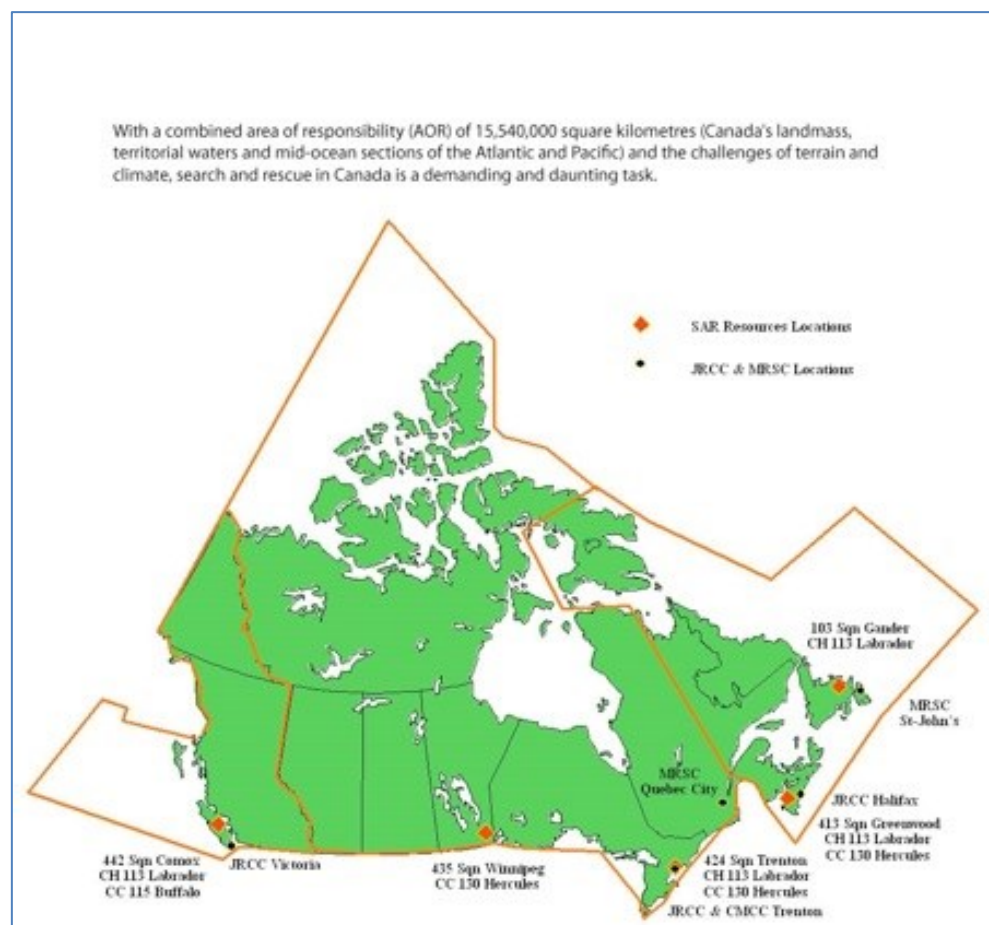 With a combined area of responsibility (AOR) of 15,540,000 square kilometres (Canada's landmass,
territorial waters and mid-ocean sections of the Atlantic and Pacific) and the challenges of terrain and
climate, search and rescue in Canada is a demanding and daunting task.
SAR Resources Locations
JRCC & MRSC Locations
103 Sqn Gander
CH 113 Labrador
MRSC
St-John's
MRSC
Quebec City
JRCC Halifax
413 Sqn Greenwood
CH 113 Labrador
CC 130 Hercules
442 Sqn Comox
CH 113 Labrador
CC 115 Buffalo
JRCC Victoria
435 Sqn Winnipeg
CC 130 Hercules
424 Sqn Trenton
CH 113 Labrador
CC 130 Hercules
JRCC & CMCC Trenton